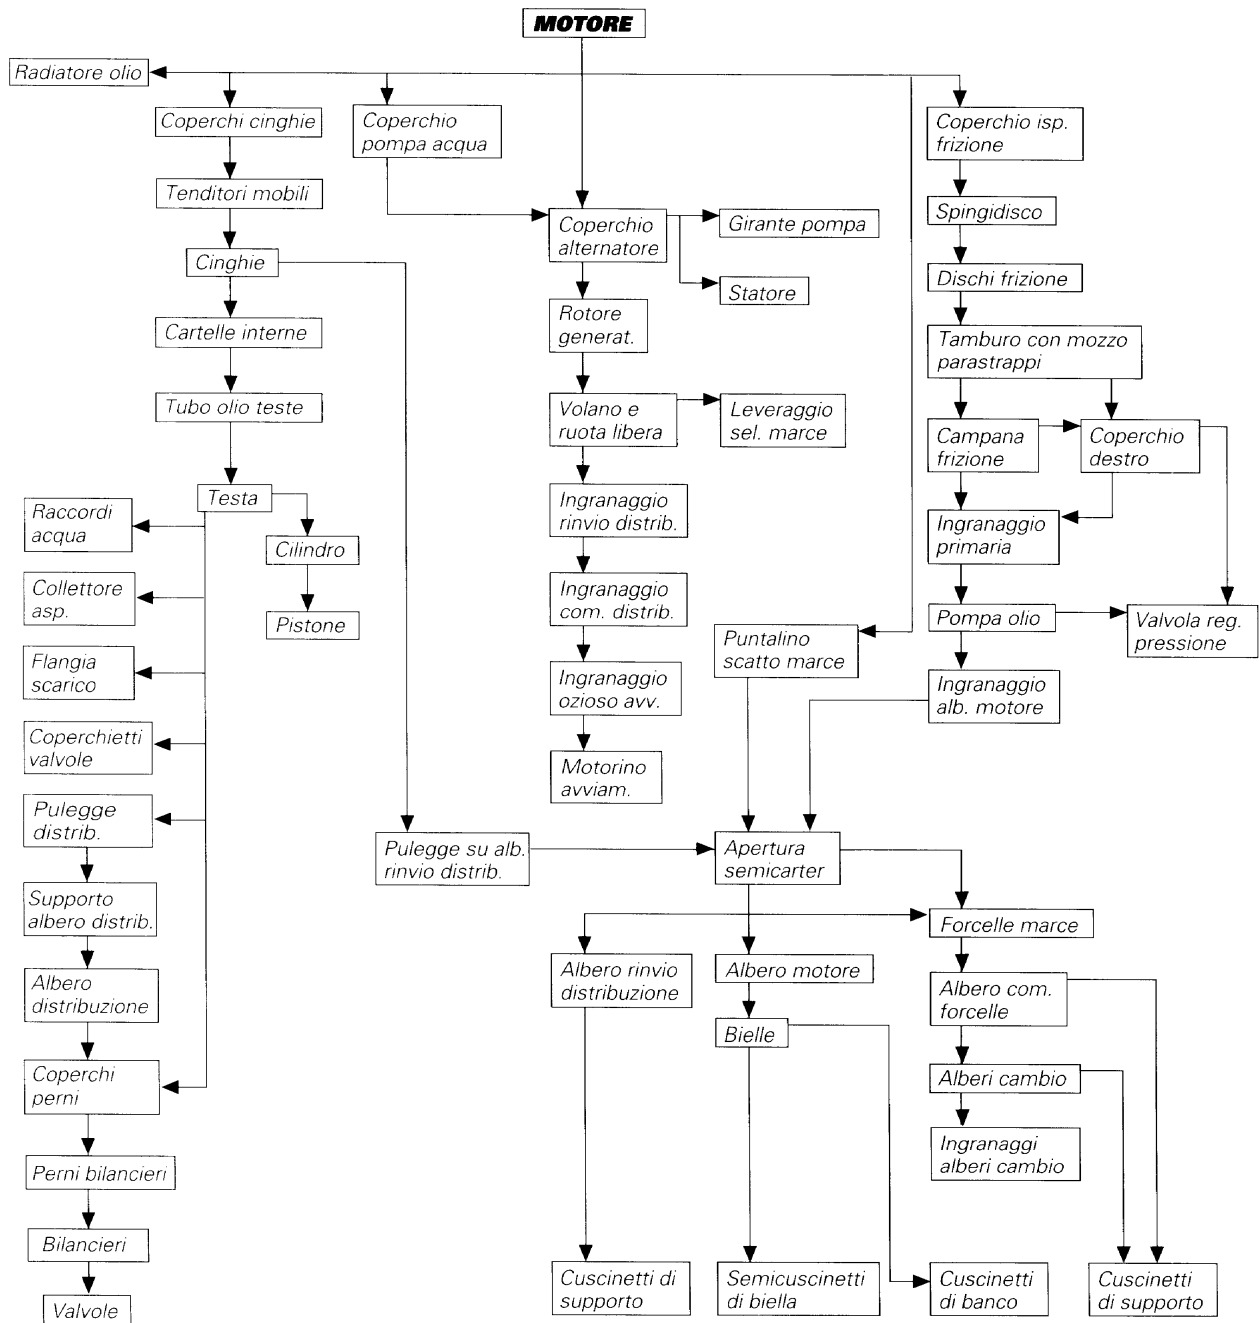 MOTORE
Radiatore olio
Coperchi cinghie
Coperchio
pompa acqua
Coperchio isp.
frizione
Tenditori mobili
Coperchio
alternatore
Girante pompa
Spingidisco
Cinghie
Statore
Dischi frizione
Cartelle interne
Rotore
generat.
Tamburo con mozzo
parastrappi
Tubo olio teste
Volano e
ruota libera
Leveraggio
sel. marce
Campana
frizione
Coperchio
destro
Testa
Raccordi
acqua
Cilindro
Ingranaggio
rinvio distrib.
Ingranaggio
primaria
Collettore
asp.
Pistone
Ingranaggio
com. distrib.
Puntalino
scatto marce
Pompa olio
Valvola reg.
pressione
Flangia
scarico
Ingranaggio
ozioso avv.
Ingranaggio
alb. motore
Coperchietti
valvole
Motorino
avviam.
Pulegge
distrib.
Pulegge su alb.
rinvio distrib.
Apertura
semicarter
Supporto
albero distrib.
Forcelle marce
Albero
distribuzione
Albero rinvio
distribuzione
Albero motore
Albero com.
forcelle
Bielle
Coperchi
perni
Alberi cambio
Perni bilancieri
Ingranaggi
alberi cambio
Bilancieri
Valvole
Cuscinetti di
supporto
Semicuscinetti
di biella
Cuscinetti
di banco
Cuscinetti
di supporto